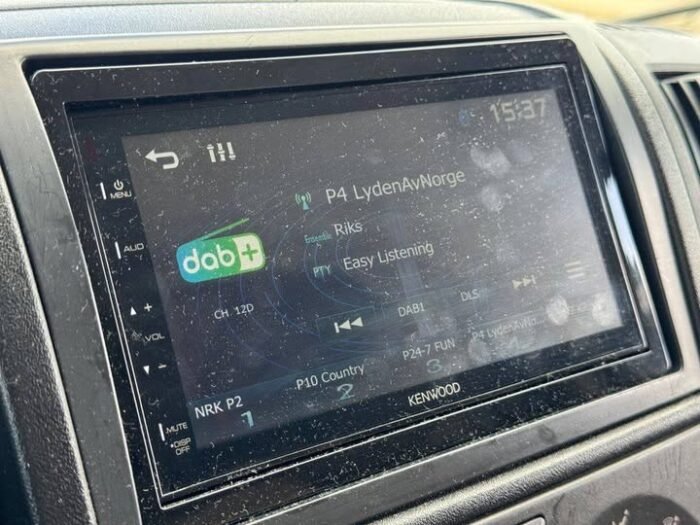 15:37
P4 LydenAvNorge
Ensemble Riks
PTY Easy Listening
dab+
CH 12D
DAB1
DLS
NRK P2
P10 Country
P24-7 FUN
P4 LydenAvNo...
1
2
3
MENU
AUD
+
VOL
-
MUTE
DISP
OFF
KENWOOD